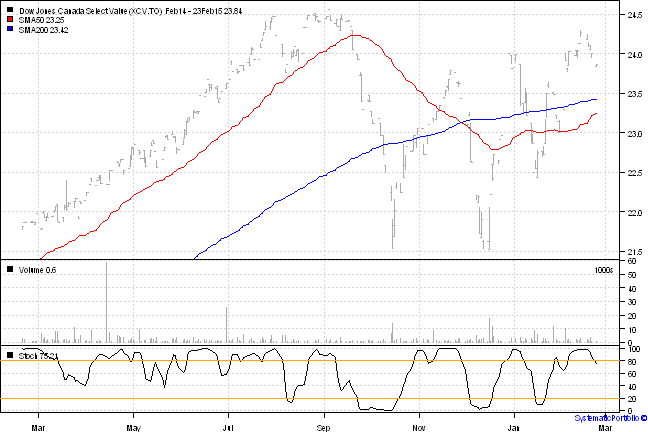 Dow Jones Canada Select Value (XCV.TO) Feb14 - 23Feb15 23.84
SMA50 23.25
SMA200 23.42
24.5
24.0
23.5
23.0
22.5
22.0
21.5
Volume 0.6
1000s
60
50
40
30
20
10
0
Stoch 75.21
100
80
60
40
20
0
SystematicPortfolio ©
Mar May Jul Sep Nov Jan Mar